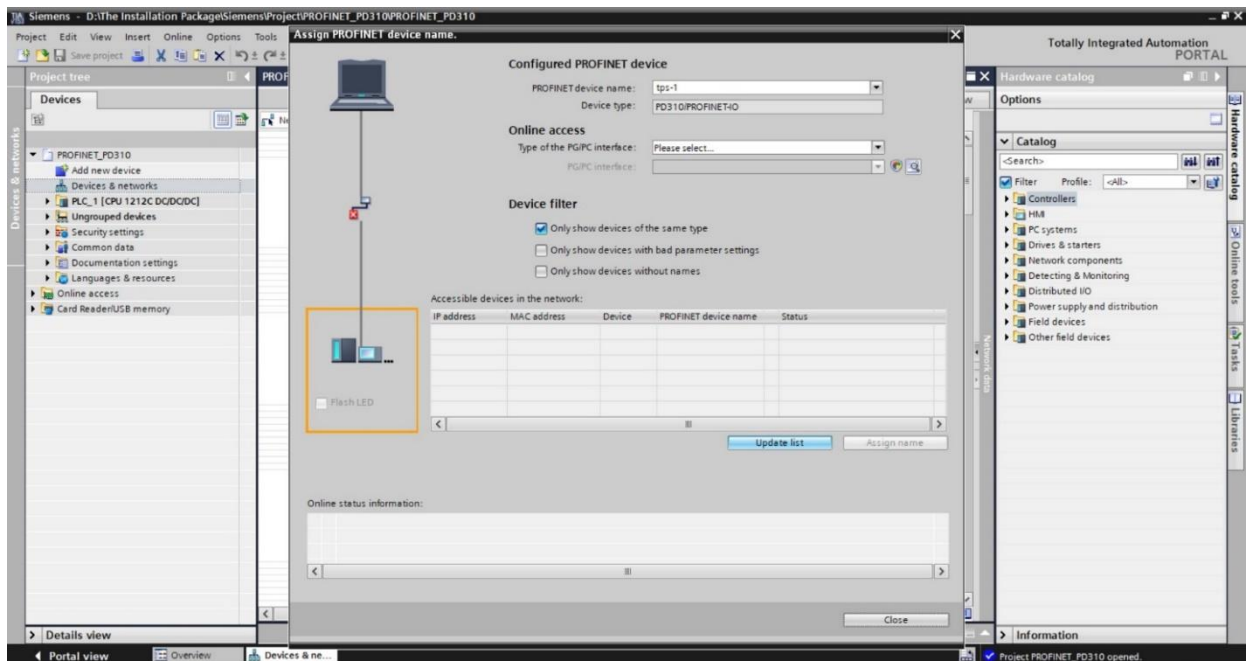 Siemens - D:\The Installation Package\Siemens\Project\PROFINET_PD310\PROFINET_PD310
Project Edit View Insert Online Options Tools
Save project
Totally Integrated Automation
PORTAL
Project tree
Devices
Devices & networks
PROFINET_PD310
Add new device
Devices & networks
PLC_1 [CPU 1212C DC/DC/DC]
Ungrouped devices
Security settings
Common data
Documentation settings
Languages & resources
Online access
Card Reader/USB memory
Details view
Portal view
Overview
Devices & ne...
PROF
Ne
Assign PROFINET device name.
Configured PROFINET device
PROFINET device name: tps-1
Device type: PD310/PROFINET-IO
Online access
Type of the PG/PC interface: Please select...
PG/PC interface:
Device filter
Only show devices of the same type
Only show devices with bad parameter settings
Only show devices without names
Accessible devices in the network:
IP address MAC address Device PROFINET device name Status
Flash LED
Update list Assign name
Online status information:
Close
Network data
Hardware catalog
Options
Catalog
<Search>
Filter Profile: <All>
Controllers
HMI
PC systems
Drives & starters
Network components
Detecting & Monitoring
Distributed I/O
Power supply and distribution
Field devices
Other field devices
Information
Hardware catalog
Online tools
Tasks
Libraries
Project PROFINET_PD310 opened.